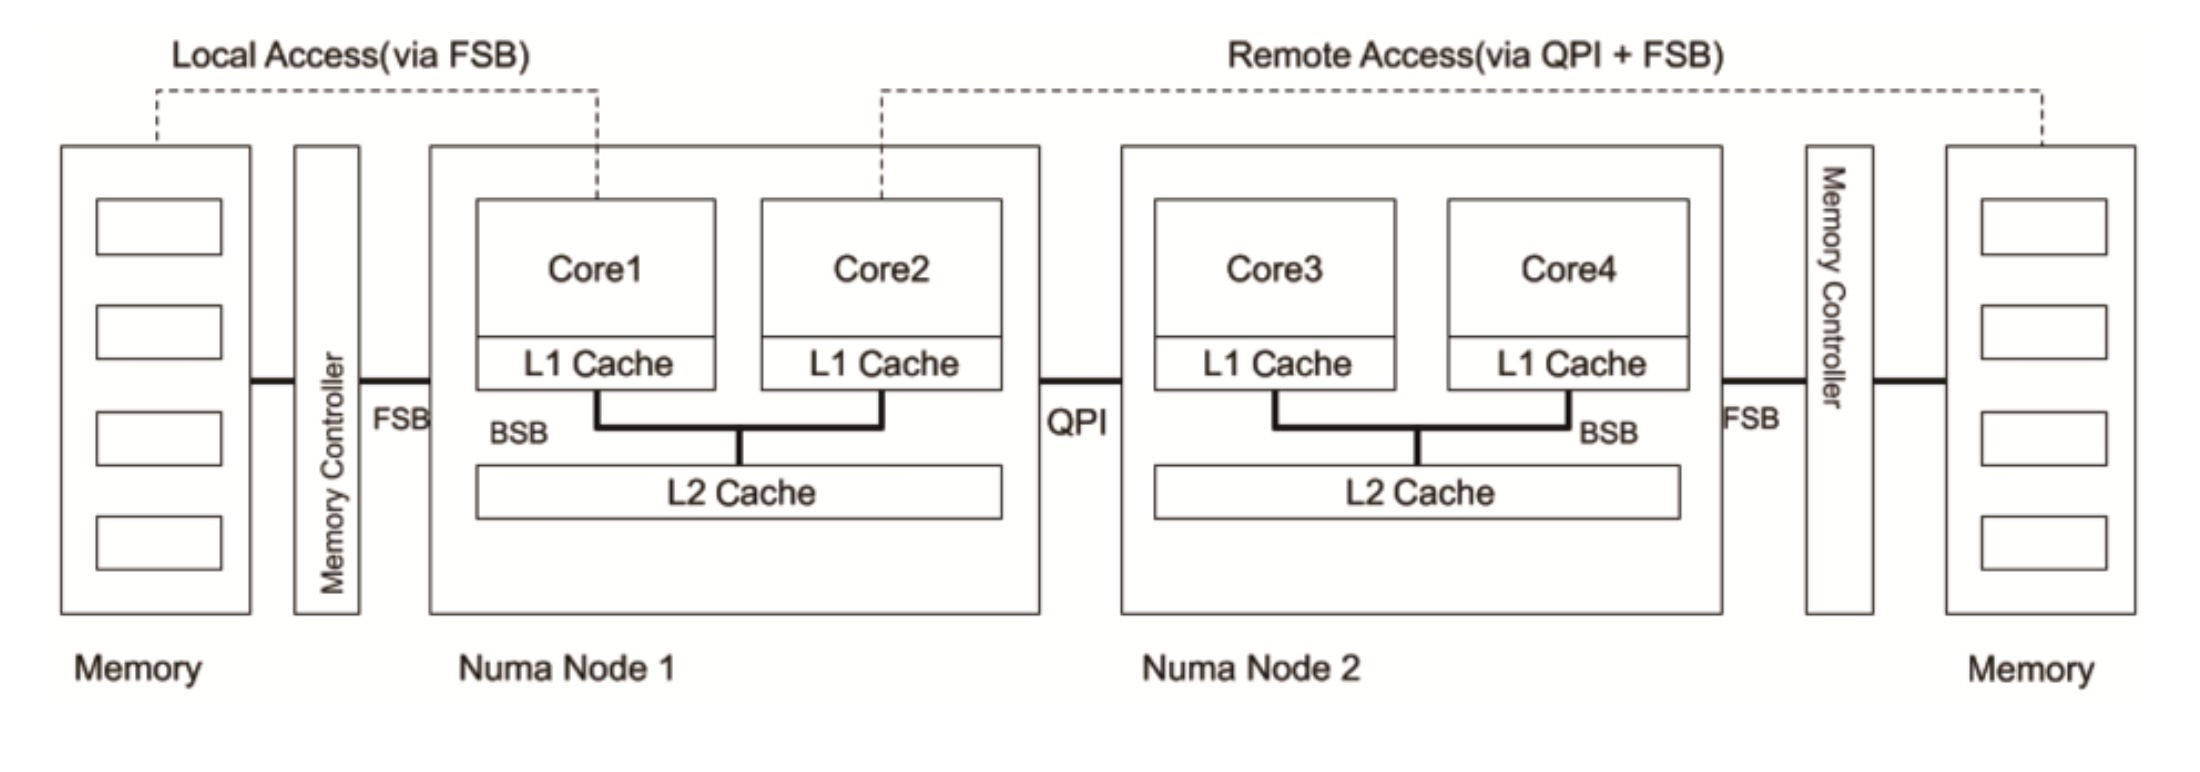 Local Access(via FSB)
Remote Access(via QPI + FSB)
Memory Controller
FSB
Core1
L1 Cache
Core2
L1 Cache
BSB
L2 Cache
QPI
Core3
L1 Cache
Core4
L1 Cache
BSB
L2 Cache
FSB
Memory Controller
Memory
Numa Node 1
Numa Node 2
Memory